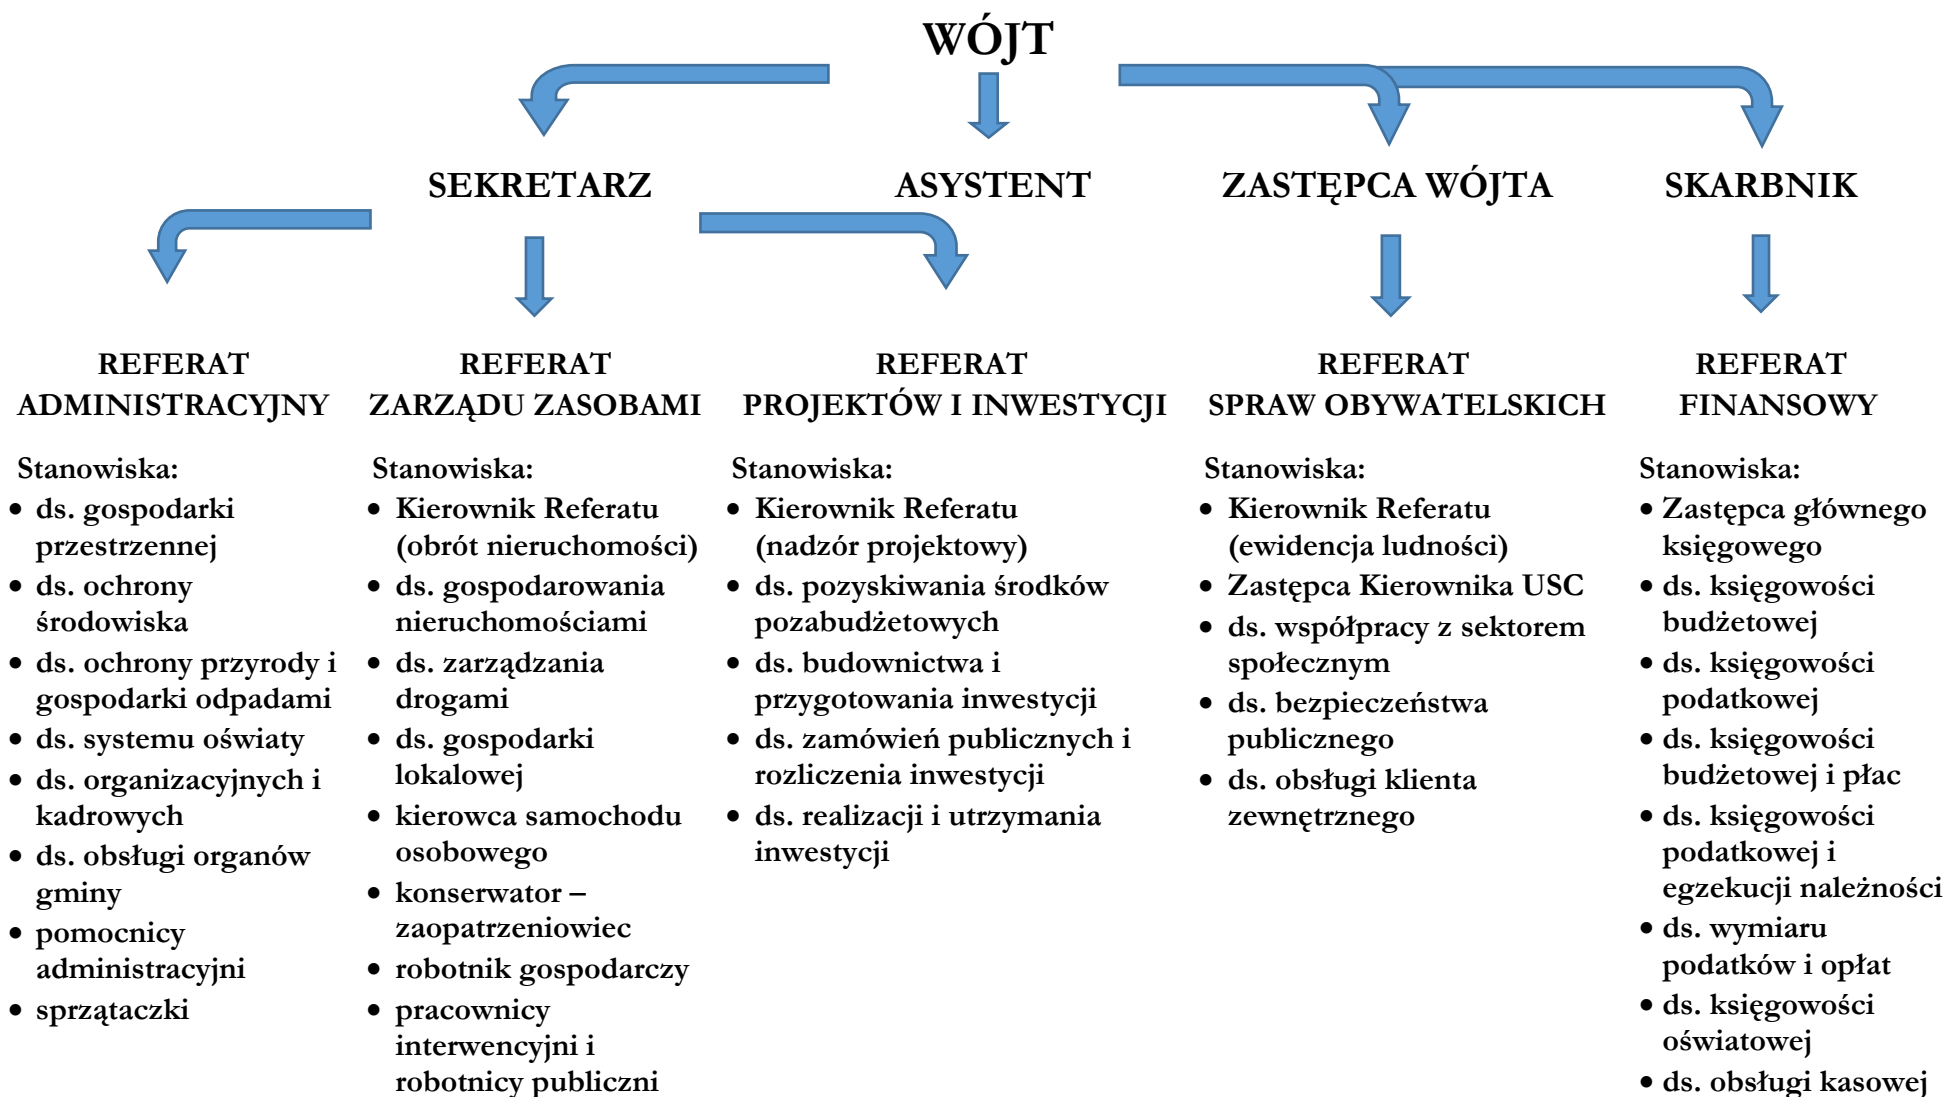 WÓJT
SEKRETARZ
ASYSTENT
ZASTĘPCA WÓJTA
SKARBNIK
REFERAT
ADMINISTRACYJNY
Stanowiska:
• ds. gospodarki
przestrzennej
• ds. ochrony
środowiska
• ds. ochrony przyrody i
gospodarki odpadami
• ds. systemu oświaty
• ds. organizacyjnych i
kadrowych
• ds. obsługi organów
gminy
• pomocnicy
administracyjni
• sprzątaczki
REFERAT
ZARZĄDU ZASOBAMI
Stanowiska:
• Kierownik Referatu
(obrót nieruchomości)
• ds. gospodarowania
nieruchomościami
• ds. zarządzania
drogami
• ds. gospodarki
lokalowej
• kierowca samochodu
osobowego
• konserwator –
zaopatrzeniowiec
• robotnik gospodarczy
• pracownicy
interwencyjni i
robotnicy publiczni
REFERAT
PROJEKTÓW I INWESTYCJI
Stanowiska:
• Kierownik Referatu
(nadzór projektowy)
• ds. pozyskiwania środków
pozabudżetowych
• ds. budownictwa i
przygotowania inwestycji
• ds. zamówień publicznych i
rozliczenia inwestycji
• ds. realizacji i utrzymania
inwestycji
REFERAT
SPRAW OBYWATELSKICH
Stanowiska:
• Kierownik Referatu
(ewidencja ludności)
• Zastępca Kierownika USC
• ds. współpracy z sektorem
społecznym
• ds. bezpieczeństwa
publicznego
• ds. obsługi klienta
zewnętrznego
REFERAT
FINANSOWY
Stanowiska:
• Zastępca głównego
księgowego
• ds. księgowości
budżetowej
• ds. księgowości
podatkowej
• ds. księgowości
budżetowej i płac
• ds. księgowości
podatkowej i
egzekucji należności
• ds. wymiaru
podatków i opłat
• ds. księgowości
oświatowej
• ds. obsługi kasowej